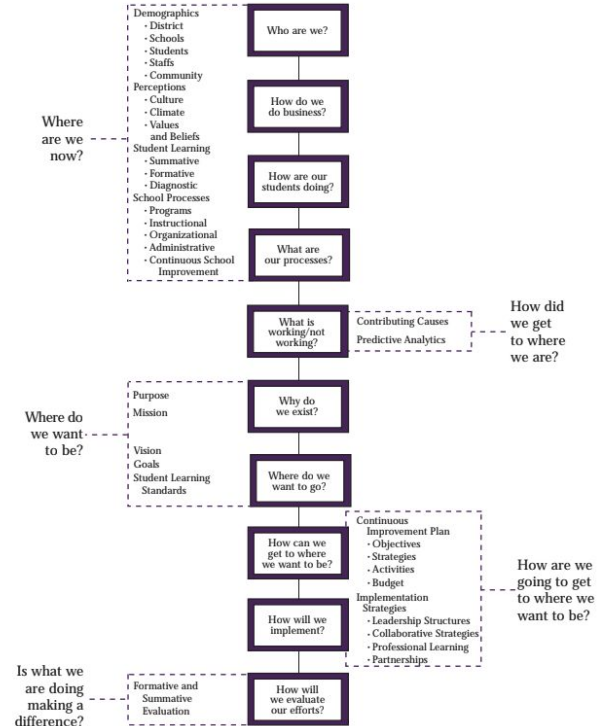 Demographics
· District
· Schools
· Students
· Staffs
· Community
Perceptions
· Culture
· Climate
· Values
and Beliefs
Student Learning
· Summative
· Formative
· Diagnostic
School Processes
· Programs
· Instructional
· Organizational
· Administrative
· Continuous School
Improvement
Where
are we
now?
Who are we?
How do we
do business?
How are our
students doing?
What are
our processes?
What is
working/not
working?
Contributing Causes
Predictive Analytics
How did
we get
to where
we are?
Where do
we want
to be?
Purpose
Mission
Vision
Goals
Student Learning
Standards
Why do
we exist?
Where do we
want to go?
How can we
get to where
we want to be?
How will we
implement?
Continuous
Improvement Plan
· Objectives
· Strategies
· Activities
· Budget
Implementation
Strategies
· Leadership Structures
· Collaborative Strategies
· Professional Learning
· Partnerships
How are we
going to get
to where we
want to be?
Is what we
are doing
making a
difference?
Formative and
Summative
Evaluation
How will
we evaluate
our efforts?